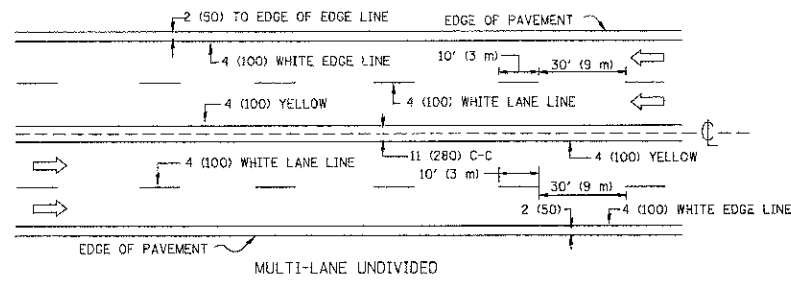 2 (50) TO EDGE OF EDGE LINE
EDGE OF PAVEMENT
4 (100) WHITE EDGE LINE
10' (3 m)
30' (9 m)
4 (100) YELLOW
4 (100) WHITE LANE LINE
4 (100) WHITE LANE LINE
11 (280) C-C
4 (100) YELLOW
℄
10' (3 m)
30' (9 m)
2 (50)
4 (100) WHITE EDGE LINE
EDGE OF PAVEMENT
MULTI-LANE UNDIVIDED